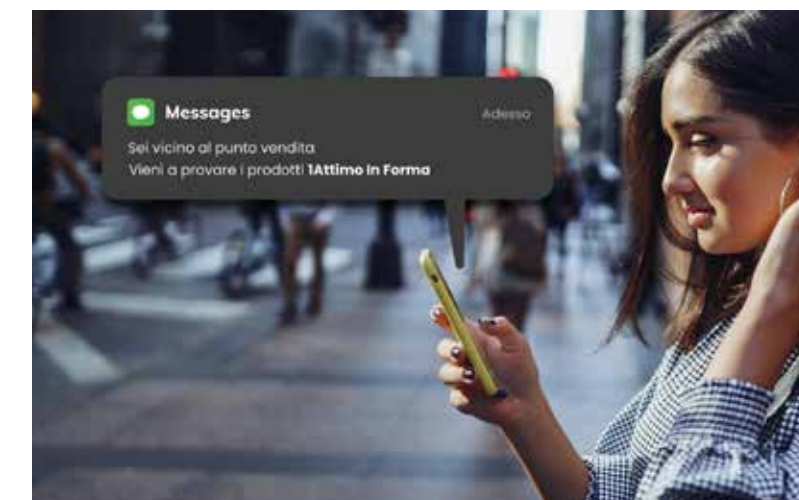 Messages
Adesso
Sei vicino al punto vendita
Vieni a provare i prodotti 1Attimo In Forma